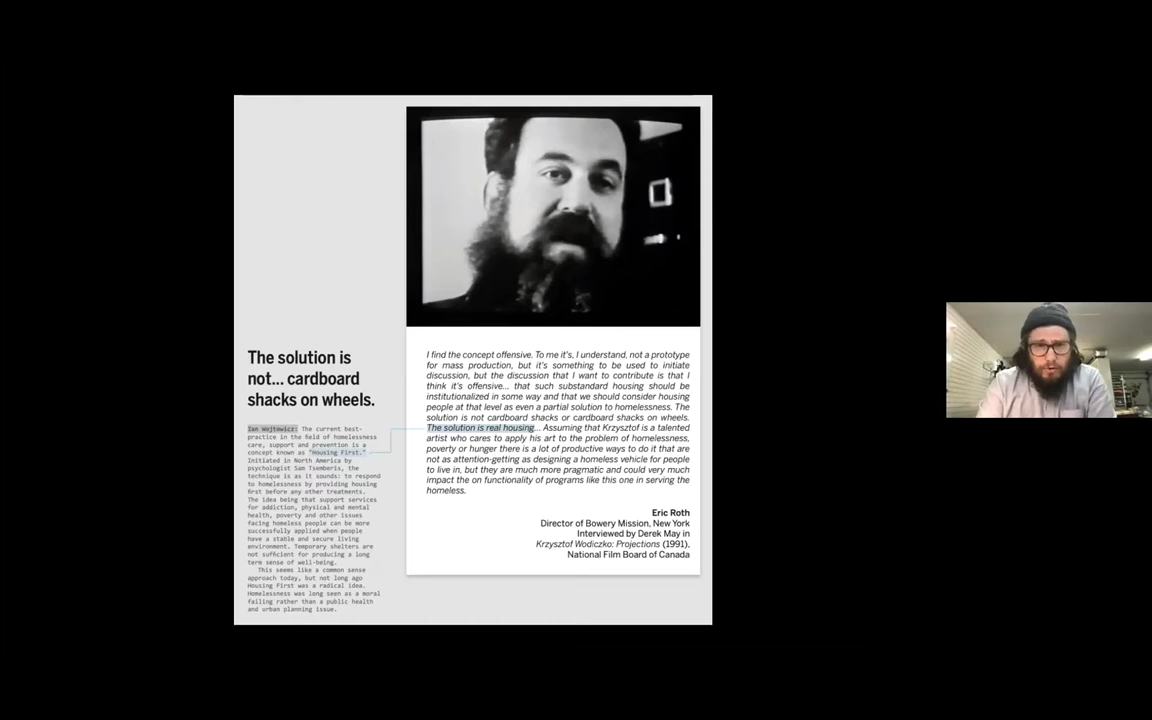 The solution is
not... cardboard
shacks on wheels.
Ian Wojtowicz: The current best-
practice in the field of homelessness
care, support and prevention is a
concept known as "Housing First."
Initiated in North America by
psychologist Sam Tsemberis, the
technique is as it sounds: to respond
to homelessness by providing housing
first before any other treatments.
The idea being that support services
for addiction, physical and mental
health, poverty and other issues
facing homeless people can be more
successfully applied when people
have a stable and secure living
environment. Temporary shelters are
not sufficient for producing a long
term sense of well-being.
This seems like a common sense
approach today, but not long ago
Housing First was a radical idea.
Homelessness was long seen as a moral
failing rather than a public health
and urban planning issue.
I find the concept offensive. To me it's, I understand, not a prototype
for mass production, but it's something to be used to initiate
discussion, but the discussion that I want to contribute is that I
think it's offensive... that such substandard housing should be
institutionalized in some way and that we should consider housing
people at that level as even a partial solution to homelessness. The
solution is not cardboard shacks or cardboard shacks on wheels.
The solution is real housing... Assuming that Krzysztof is a talented
artist who cares to apply his art to the problem of homelessness,
poverty or hunger there is a lot of productive ways to do it that are
not as attention-getting as designing a homeless vehicle for people
to live in, but they are much more pragmatic and could very much
impact the on functionality of programs like this one in serving the
homeless.
Eric Roth
Director of Bowery Mission, New York
Interviewed by Derek May in
Krzysztof Wodiczko: Projections (1991),
National Film Board of Canada